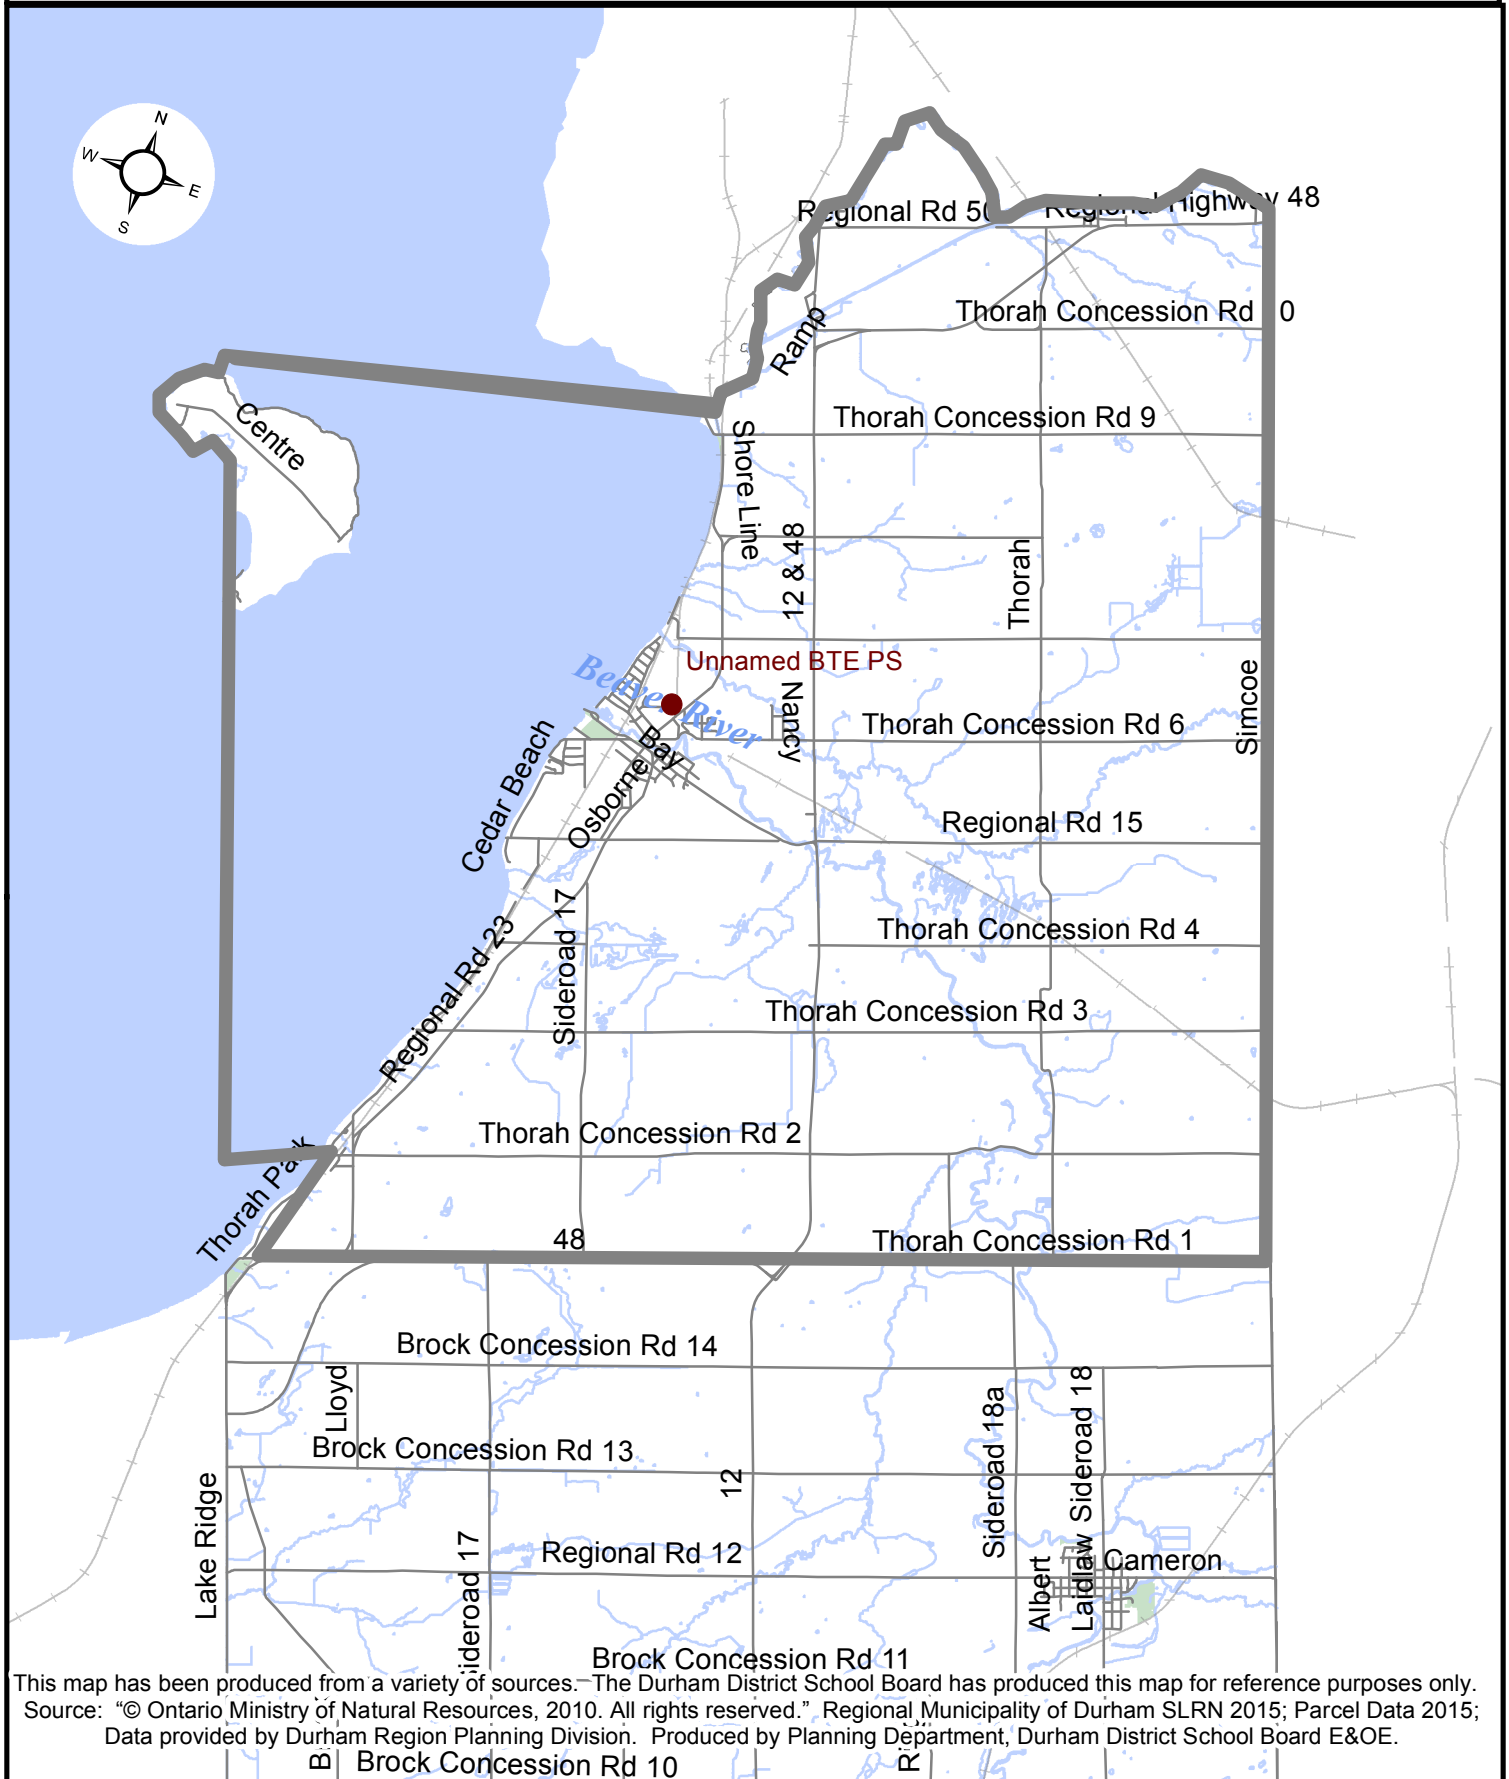 N
W
E
S
Regional Rd 50
Regional Highway 48
Thorah Concession Rd 0
Ramp
Centre
Thorah Concession Rd 9
Shore Line
12 & 48
Thorah
Unnamed BTE PS
Beaver River
Nancy
Simcoe
Thorah Concession Rd 6
Bay
Cedar Beach
Osborne
Regional Rd 15
Sideroad 17
Thorah Concession Rd 4
Regional Rd 23
Thorah Concession Rd 3
Thorah Concession Rd 2
Thorah Park
48
Thorah Concession Rd 1
Brock Concession Rd 14
Lloyd
Sideroad 18a
Laidlaw Sideroad 18
Brock Concession Rd 13
12
Lake Ridge
Sideroad 17
Regional Rd 12
Cameron
Albert
Brock Concession Rd 11
This map has been produced from a variety of sources. The Durham District School Board has produced this map for reference purposes only.
Source: “© Ontario Ministry of Natural Resources, 2010. All rights reserved.” Regional Municipality of Durham SLRN 2015; Parcel Data 2015;
Data provided by Durham Region Planning Division. Produced by Planning Department, Durham District School Board E&OE.
Brock Concession Rd 10